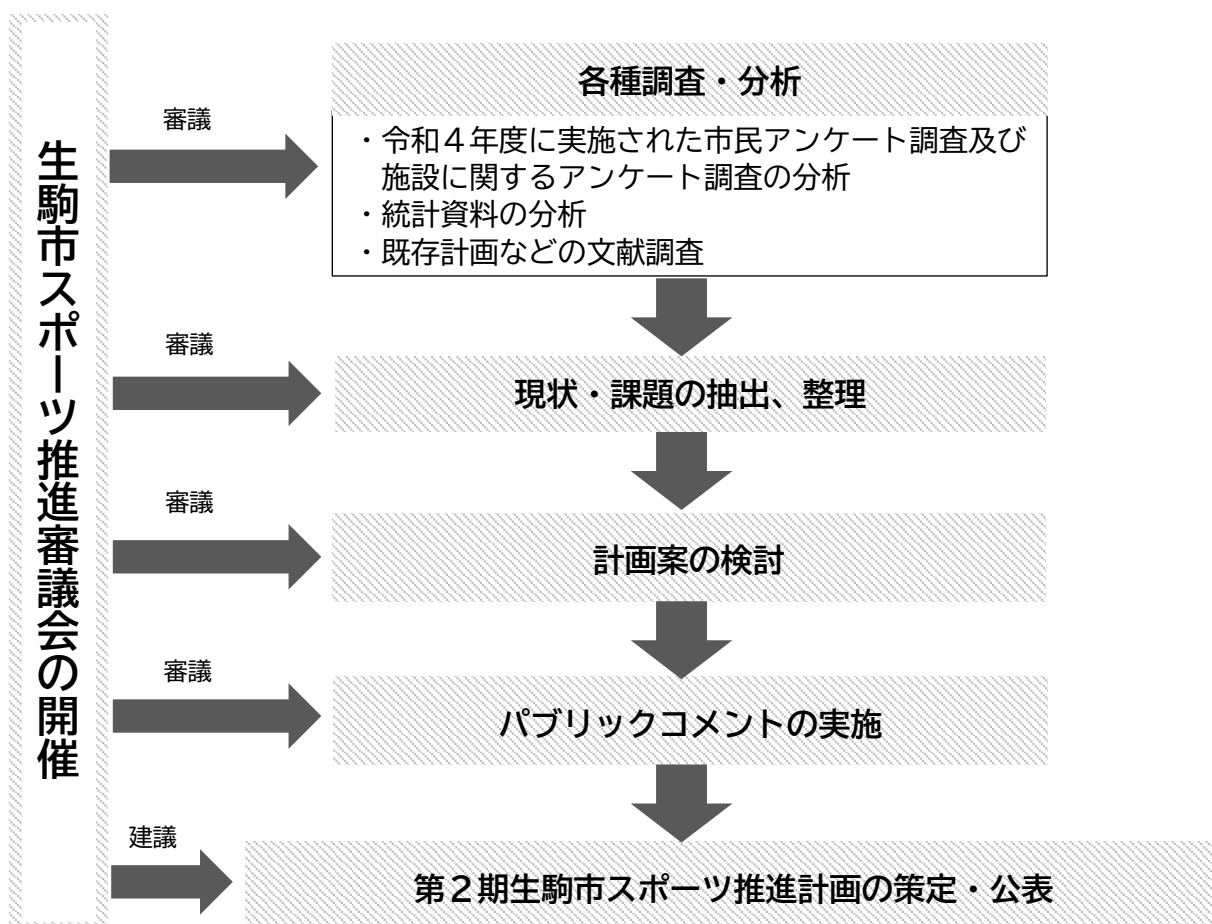 生駒市スポーツ推進審議会の開催
審議
各種調査・分析
・令和４年度に実施された市民アンケート調査及び
施設に関するアンケート調査の分析
・統計資料の分析
・既存計画などの文献調査
審議
現状・課題の抽出、整理
審議
計画案の検討
審議
パブリックコメントの実施
建議
第２期生駒市スポーツ推進計画の策定・公表